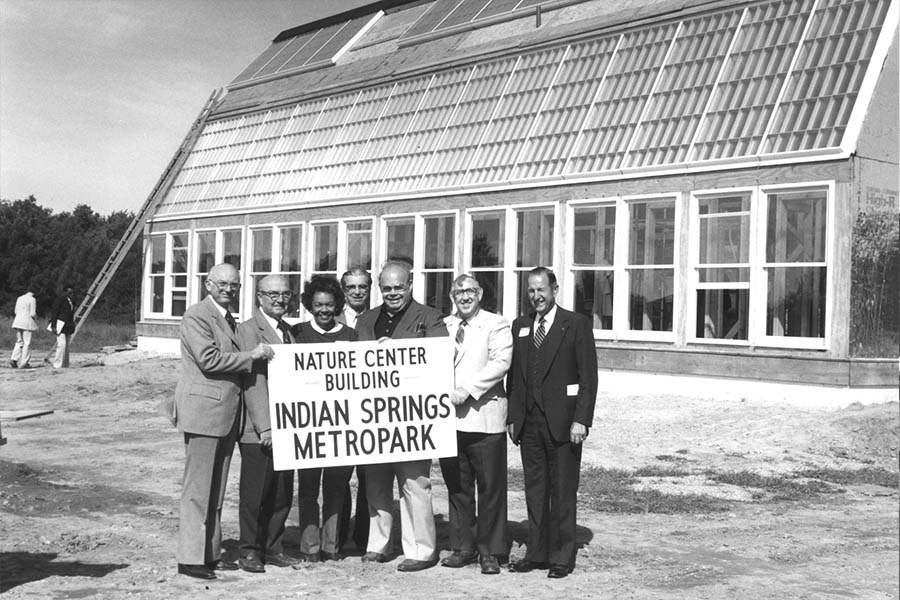 NATURE CENTER
BUILDING
INDIAN SPRINGS
METROPARK
High-R